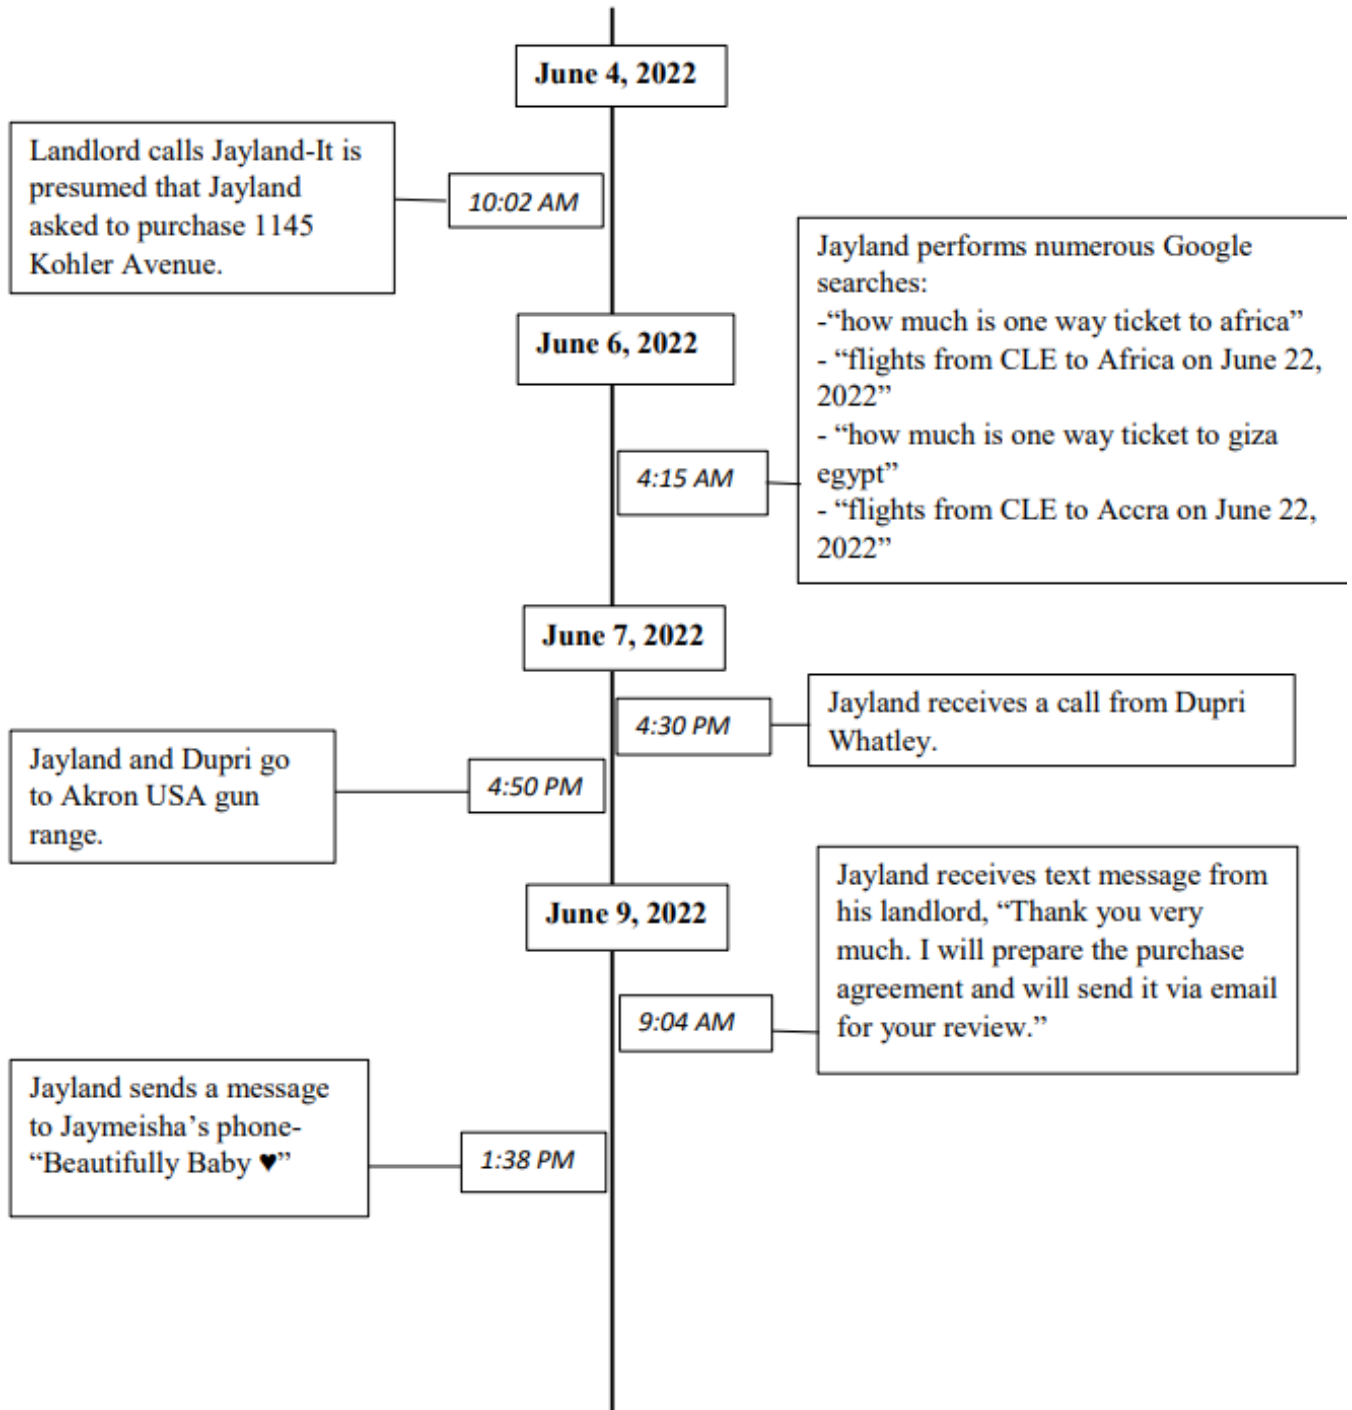 June 4, 2022
Landlord calls Jayland-It is
presumed that Jayland
asked to purchase 1145
Kohler Avenue.
10:02 AM
June 6, 2022
4:15 AM
Jayland performs numerous Google
searches:
-“how much is one way ticket to africa”
- “flights from CLE to Africa on June 22,
2022”
- “how much is one way ticket to giza
egypt”
- “flights from CLE to Accra on June 22,
2022”
June 7, 2022
4:30 PM
Jayland receives a call from Dupri
Whatley.
Jayland and Dupri go
to Akron USA gun
range.
4:50 PM
June 9, 2022
9:04 AM
Jayland receives text message from
his landlord, “Thank you very
much. I will prepare the purchase
agreement and will send it via email
for your review.”
Jayland sends a message
to Jaymeisha’s phone-
“Beautifully Baby ♥”
1:38 PM